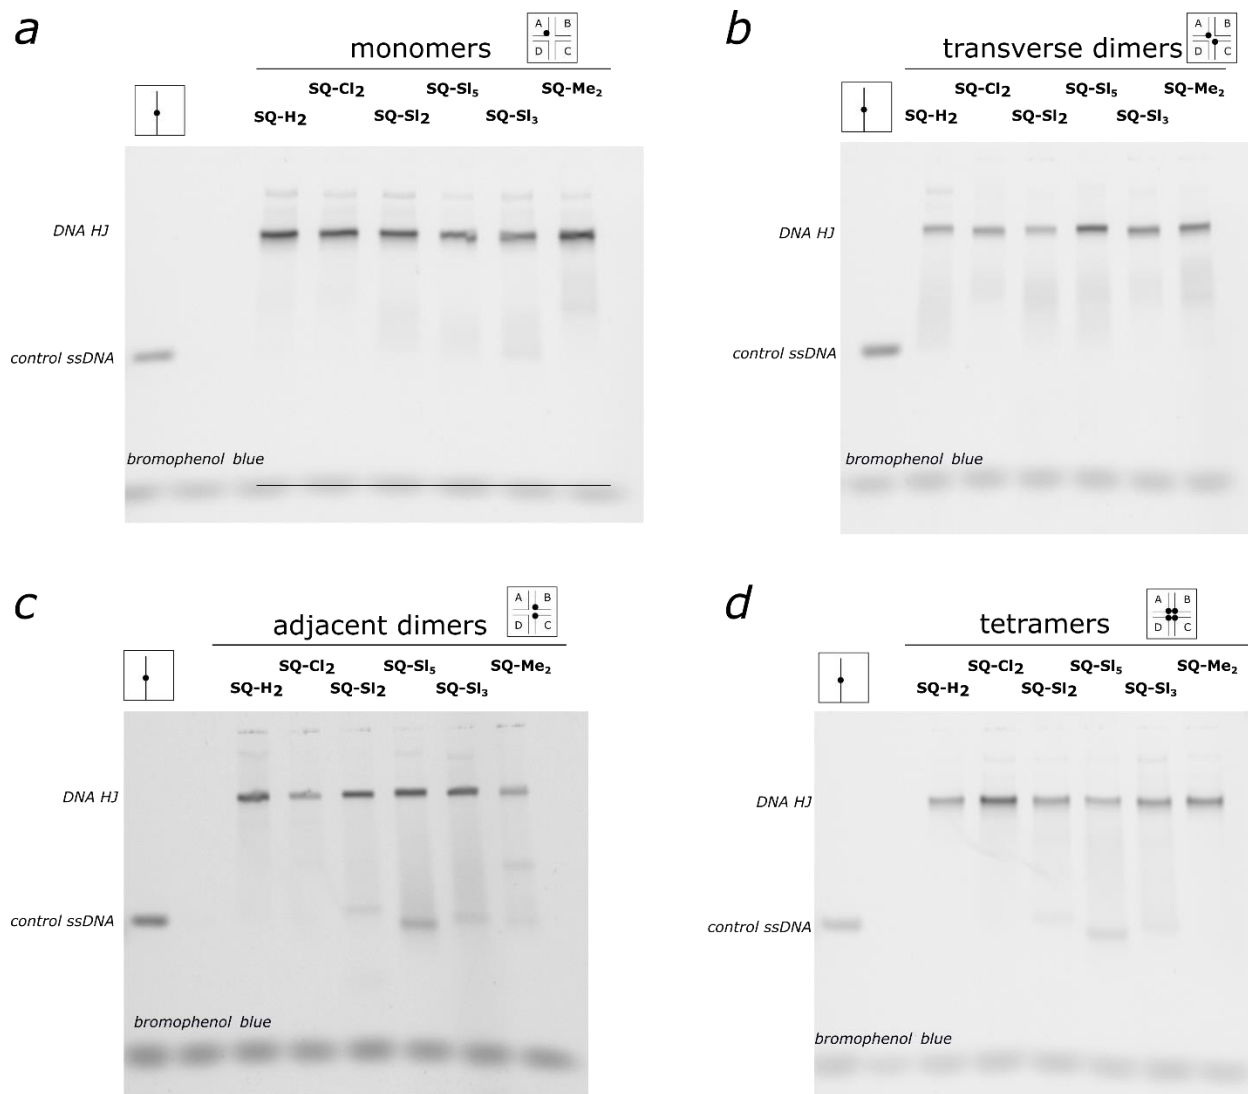 a
monomers
A B
D C
SQ-Cl₂ SQ-SI₅ SQ-Me₂
SQ-H₂ SQ-SI₂ SQ-SI₃
DNA HJ
control ssDNA
bromophenol blue
b
transverse dimers
A B
D C
SQ-Cl₂ SQ-SI₅ SQ-Me₂
SQ-H₂ SQ-SI₂ SQ-SI₃
DNA HJ
control ssDNA
bromophenol blue
c
adjacent dimers
A B
D C
SQ-Cl₂ SQ-SI₅ SQ-Me₂
SQ-H₂ SQ-SI₂ SQ-SI₃
DNA HJ
control ssDNA
bromophenol blue
d
tetramers
A B
D C
SQ-Cl₂ SQ-SI₅ SQ-Me₂
SQ-H₂ SQ-SI₂ SQ-SI₃
DNA HJ
control ssDNA
bromophenol blue